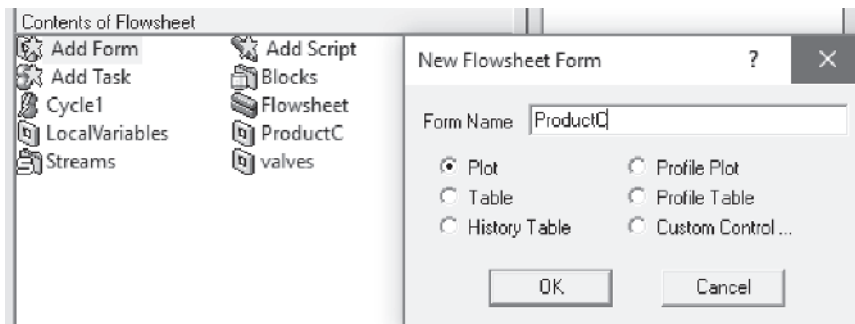 Contents of Flowsheet
Add Form
Add Script
Add Task
Blocks
Cycle1
Flowsheet
LocalVariables
ProductC
Streams
valves
New Flowsheet Form ? ×
Form Name ProductC
Plot
Profile Plot
Table
Profile Table
History Table
Custom Control ...
OK
Cancel